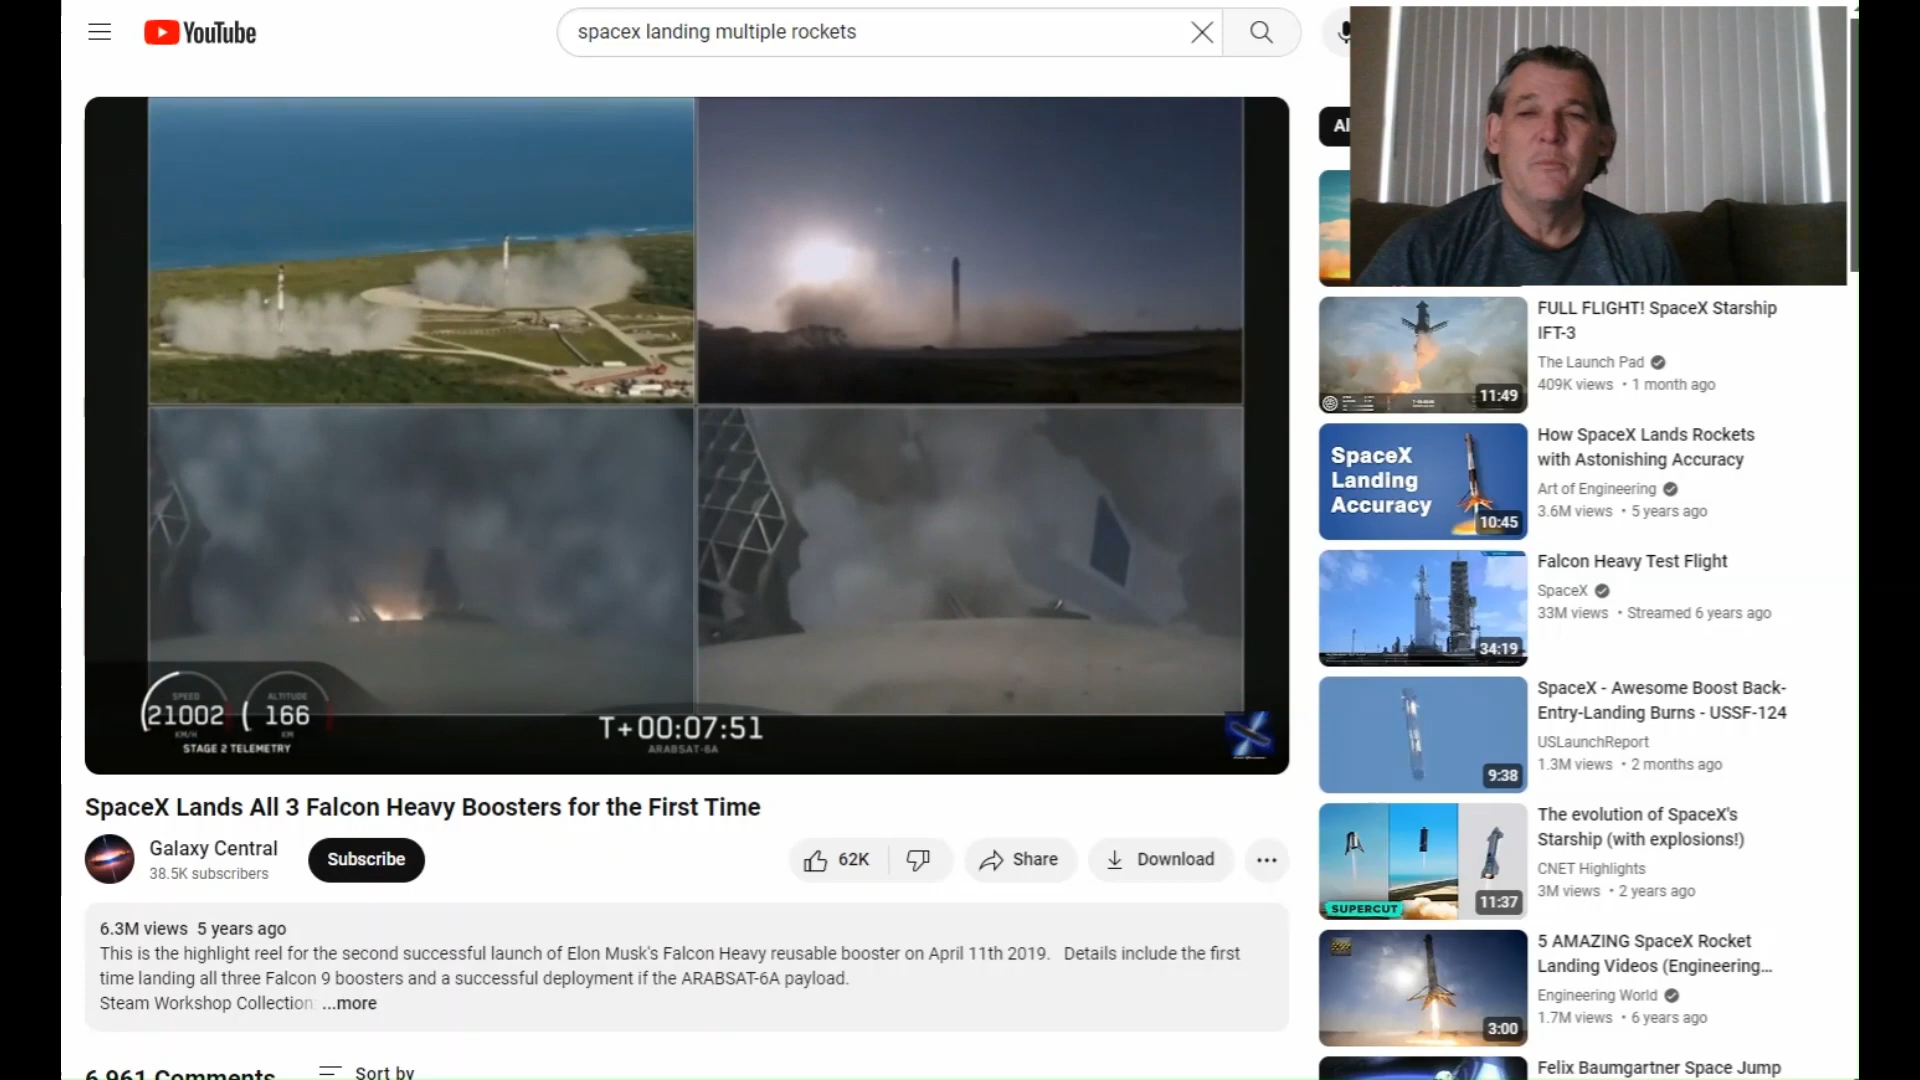 YouTube
spacex landing multiple rockets
SPEED
21002
KM/H
ALTITUDE
166
KM
STAGE 2 TELEMETRY
T+00:07:51
ARABSAT-6A
SpaceX Lands All 3 Falcon Heavy Boosters for the First Time
Galaxy Central
38.5K subscribers
Subscribe
62K
Share
Download
6.3M views 5 years ago
This is the highlight reel for the second successful launch of Elon Musk's Falcon Heavy reusable booster on April 11th 2019. Details include the first
time landing all three Falcon 9 boosters and a successful deployment if the ARABSAT-6A payload.
Steam Workshop Collection: ...more
6,961 Comments
Sort by
Al
11:49
FULL FLIGHT! SpaceX Starship
IFT-3
The Launch Pad
409K views • 1 month ago
SpaceX
Landing
Accuracy
10:45
How SpaceX Lands Rockets
with Astonishing Accuracy
Art of Engineering
3.6M views • 5 years ago
34:19
Falcon Heavy Test Flight
SpaceX
33M views • Streamed 6 years ago
9:38
SpaceX - Awesome Boost Back-
Entry-Landing Burns - USSF-124
USLaunchReport
1.3M views • 2 months ago
SUPERCUT
11:37
The evolution of SpaceX's
Starship (with explosions!)
CNET Highlights
3M views • 2 years ago
3:00
5 AMAZING SpaceX Rocket
Landing Videos (Engineering...
Engineering World
1.7M views • 6 years ago
Felix Baumgartner Space Jump